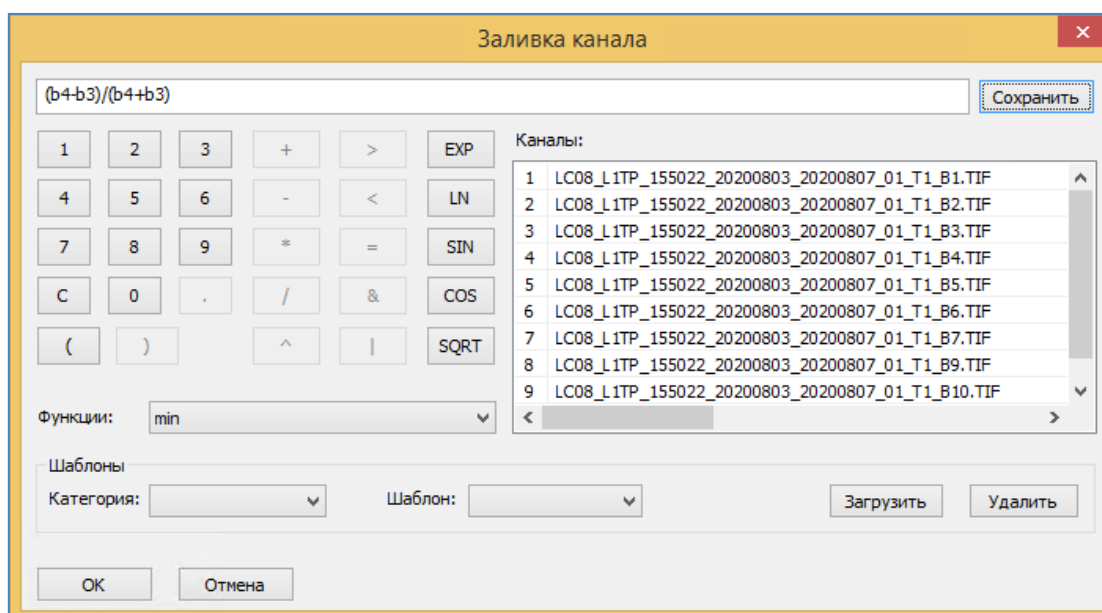 Заливка канала
×
(b4-b3)/(b4+b3)
Сохранить
1 2 3 + > EXP
Каналы:
4 5 6 - < LN
7 8 9 * = SIN
C 0 . / & COS
( ) ^ | SQRT
1 LC08_L1TP_155022_20200803_20200807_01_T1_B1.TIF
2 LC08_L1TP_155022_20200803_20200807_01_T1_B2.TIF
3 LC08_L1TP_155022_20200803_20200807_01_T1_B3.TIF
4 LC08_L1TP_155022_20200803_20200807_01_T1_B4.TIF
5 LC08_L1TP_155022_20200803_20200807_01_T1_B5.TIF
6 LC08_L1TP_155022_20200803_20200807_01_T1_B6.TIF
7 LC08_L1TP_155022_20200803_20200807_01_T1_B7.TIF
8 LC08_L1TP_155022_20200803_20200807_01_T1_B9.TIF
9 LC08_L1TP_155022_20200803_20200807_01_T1_B10.TIF
Функции: min
Шаблоны
Категория: Шаблон: Загрузить Удалить
OK Отмена